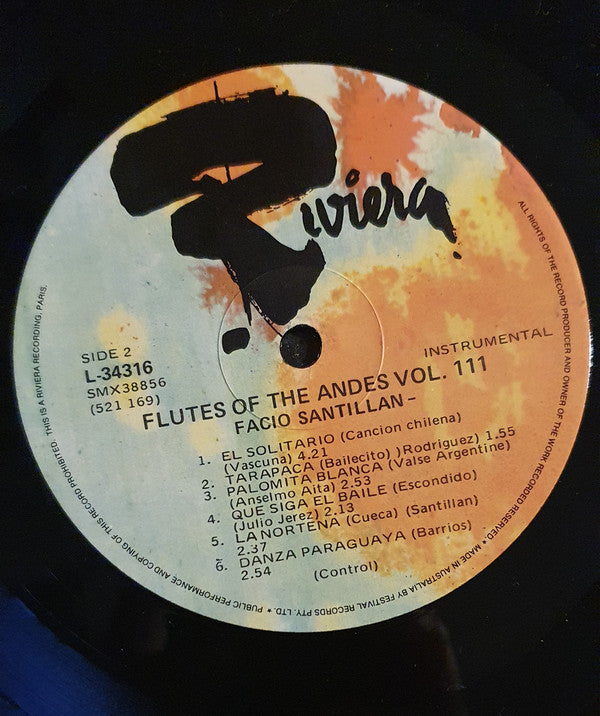 Riviera
SIDE 2
L-34316
SMX38856
(521 169)
INSTRUMENTAL
FLUTES OF THE ANDES VOL. 111
FACIO SANTILLAN -
1. EL SOLITARIO (Cancion chilena)
(Vascuna) 4.21
2. TARAPACA (Bailecito) )Rodriguez) 1.55
3. PALOMITA BLANCA (Valse Argentine)
(Anselmo Aita) 2.53
4. QUE SIGA EL BAILE (Escondido)
(Julio Jerez) 2.13
5. LA NORTENA (Cueca) (Santillan)
2.37
6. DANZA PARAGUAYA (Barrios)
2.54 (Control)
ALL RIGHTS OF THE RECORD PRODUCER AND OWNER OF THE WORK RECORDED RESERVED. • MADE IN AUSTRALIA BY FESTIVAL RECORDS PTY. LTD. • PUBLIC PERFORMANCE AND COPYING OF THIS RECORD PROHIBITED. THIS IS A RIVIERA RECORDING, PARIS.